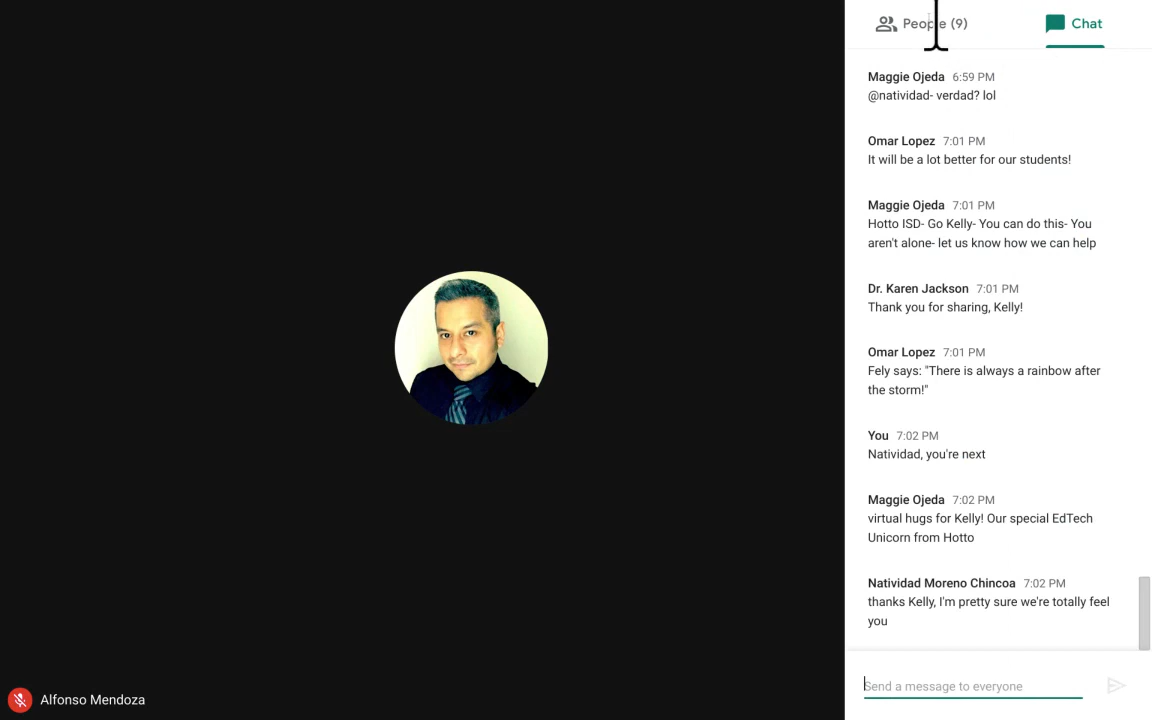 People (9)
Chat
Maggie Ojeda 6:59 PM
@natividad- verdad? lol
Omar Lopez 7:01 PM
It will be a lot better for our students!
Maggie Ojeda 7:01 PM
Hotto ISD- Go Kelly- You can do this- You
aren't alone- let us know how we can help
Dr. Karen Jackson 7:01 PM
Thank you for sharing, Kelly!
Omar Lopez 7:01 PM
Fely says: "There is always a rainbow after
the storm!"
You 7:02 PM
Natividad, you're next
Maggie Ojeda 7:02 PM
virtual hugs for Kelly! Our special EdTech
Unicorn from Hotto
Natividad Moreno Chincoa 7:02 PM
thanks Kelly, I'm pretty sure we're totally feel
you
Send a message to everyone
Alfonso Mendoza